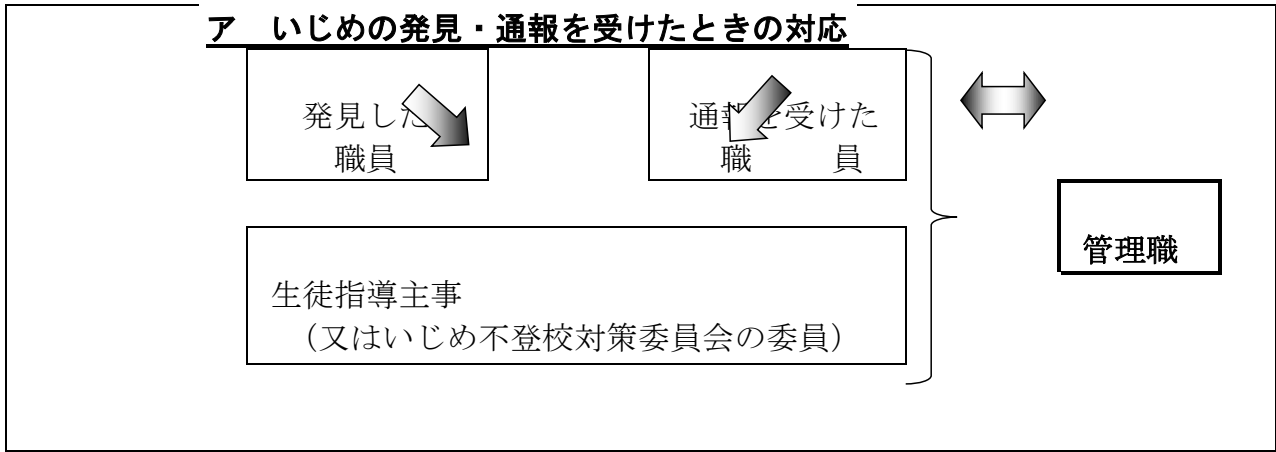 ア　いじめの発見・通報を受けたときの対応
発見した
職員
通報を受けた
職　　員
管理職
生徒指導主事
（又はいじめ不登校対策委員会の委員）